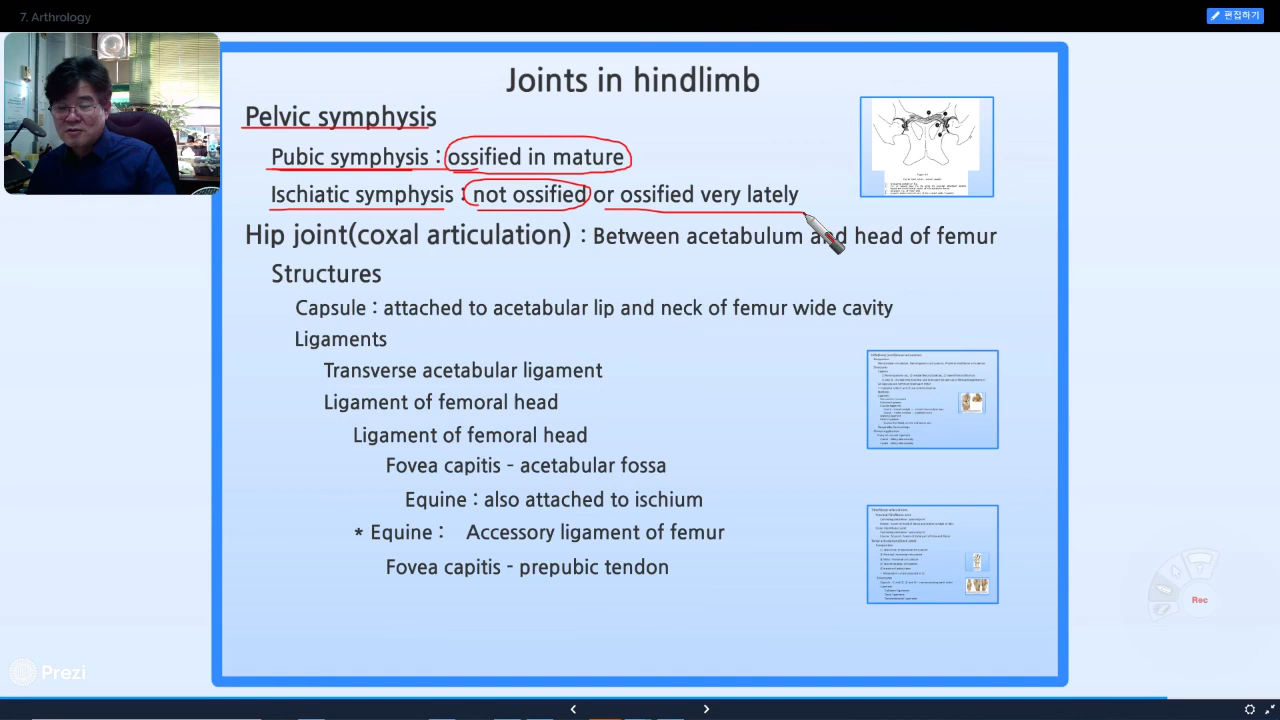 7. Arthrology
편집하기
Joints in hindlimb
Pelvic symphysis
Pubic symphysis : ossified in mature
Ischiatic symphysis : not ossified or ossified very lately
Hip joint(coxal articulation) : Between acetabulum and head of femur
Structures
Capsule : attached to acetabular lip and neck of femur wide cavity
Ligaments
Transverse acetabular ligament
Ligament of femoral head
Ligament of femoral head
Fovea capitis - acetabular fossa
Equine : also attached to ischium
* Equine : Accessory ligament of femur
Fovea capitis - prepubic tendon
Rec
Prezi